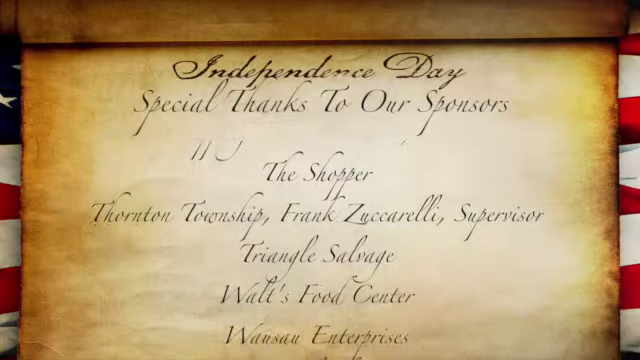 Independence Day
Special Thanks To Our Sponsors
The Shopper
Thornton Township, Frank Zuccarelli, Supervisor
Triangle Salvage
Walt's Food Center
Wausau Enterprises